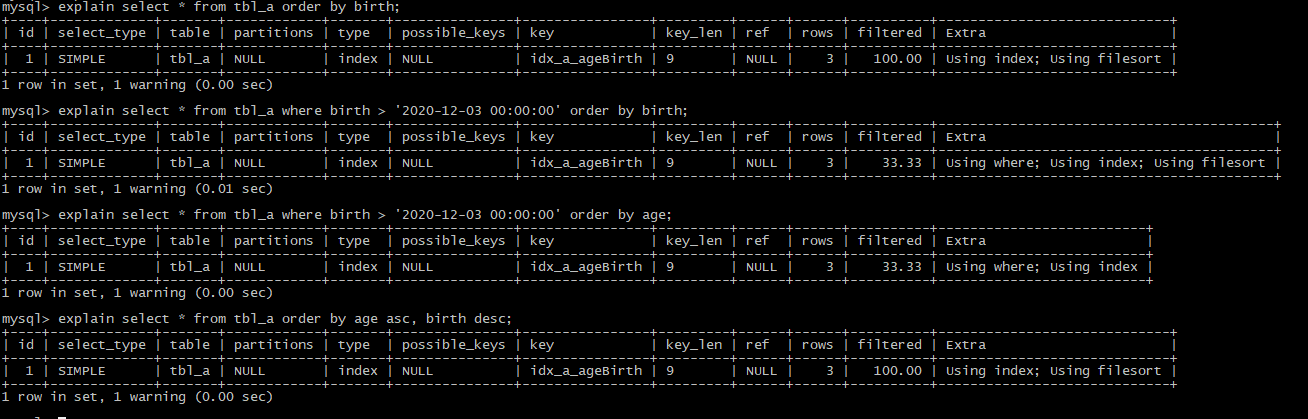 mysql> explain select * from tbl_a order by birth;
+----+-------------+-------+------------+-------+---------------+----------------+---------+------+------+----------+-----------------------------+
| id | select_type | table | partitions | type  | possible_keys | key            | key_len | ref  | rows | filtered | Extra                       |
+----+-------------+-------+------------+-------+---------------+----------------+---------+------+------+----------+-----------------------------+
|  1 | SIMPLE      | tbl_a | NULL       | index | NULL          | idx_a_ageBirth | 9       | NULL |    3 |   100.00 | Using index; Using filesort |
+----+-------------+-------+------------+-------+---------------+----------------+---------+------+------+----------+-----------------------------+
1 row in set, 1 warning (0.00 sec)
mysql> explain select * from tbl_a where birth > '2020-12-03 00:00:00' order by birth;
+----+-------------+-------+------------+-------+---------------+----------------+---------+------+------+----------+------------------------------------------+
| id | select_type | table | partitions | type  | possible_keys | key            | key_len | ref  | rows | filtered | Extra                                    |
+----+-------------+-------+------------+-------+---------------+----------------+---------+------+------+----------+------------------------------------------+
|  1 | SIMPLE      | tbl_a | NULL       | index | NULL          | idx_a_ageBirth | 9       | NULL |    3 |    33.33 | Using where; Using index; Using filesort |
+----+-------------+-------+------------+-------+---------------+----------------+---------+------+------+----------+------------------------------------------+
1 row in set, 1 warning (0.01 sec)
mysql> explain select * from tbl_a where birth > '2020-12-03 00:00:00' order by age;
+----+-------------+-------+------------+-------+---------------+----------------+---------+------+------+----------+--------------------------+
| id | select_type | table | partitions | type  | possible_keys | key            | key_len | ref  | rows | filtered | Extra                    |
+----+-------------+-------+------------+-------+---------------+----------------+---------+------+------+----------+--------------------------+
|  1 | SIMPLE      | tbl_a | NULL       | index | NULL          | idx_a_ageBirth | 9       | NULL |    3 |    33.33 | Using where; Using index |
+----+-------------+-------+------------+-------+---------------+----------------+---------+------+------+----------+--------------------------+
1 row in set, 1 warning (0.00 sec)
mysql> explain select * from tbl_a order by age asc, birth desc;
+----+-------------+-------+------------+-------+---------------+----------------+---------+------+------+----------+-----------------------------+
| id | select_type | table | partitions | type  | possible_keys | key            | key_len | ref  | rows | filtered | Extra                       |
+----+-------------+-------+------------+-------+---------------+----------------+---------+------+------+----------+-----------------------------+
|  1 | SIMPLE      | tbl_a | NULL       | index | NULL          | idx_a_ageBirth | 9       | NULL |    3 |   100.00 | Using index; Using filesort |
+----+-------------+-------+------------+-------+---------------+----------------+---------+------+------+----------+-----------------------------+
1 row in set, 1 warning (0.00 sec)